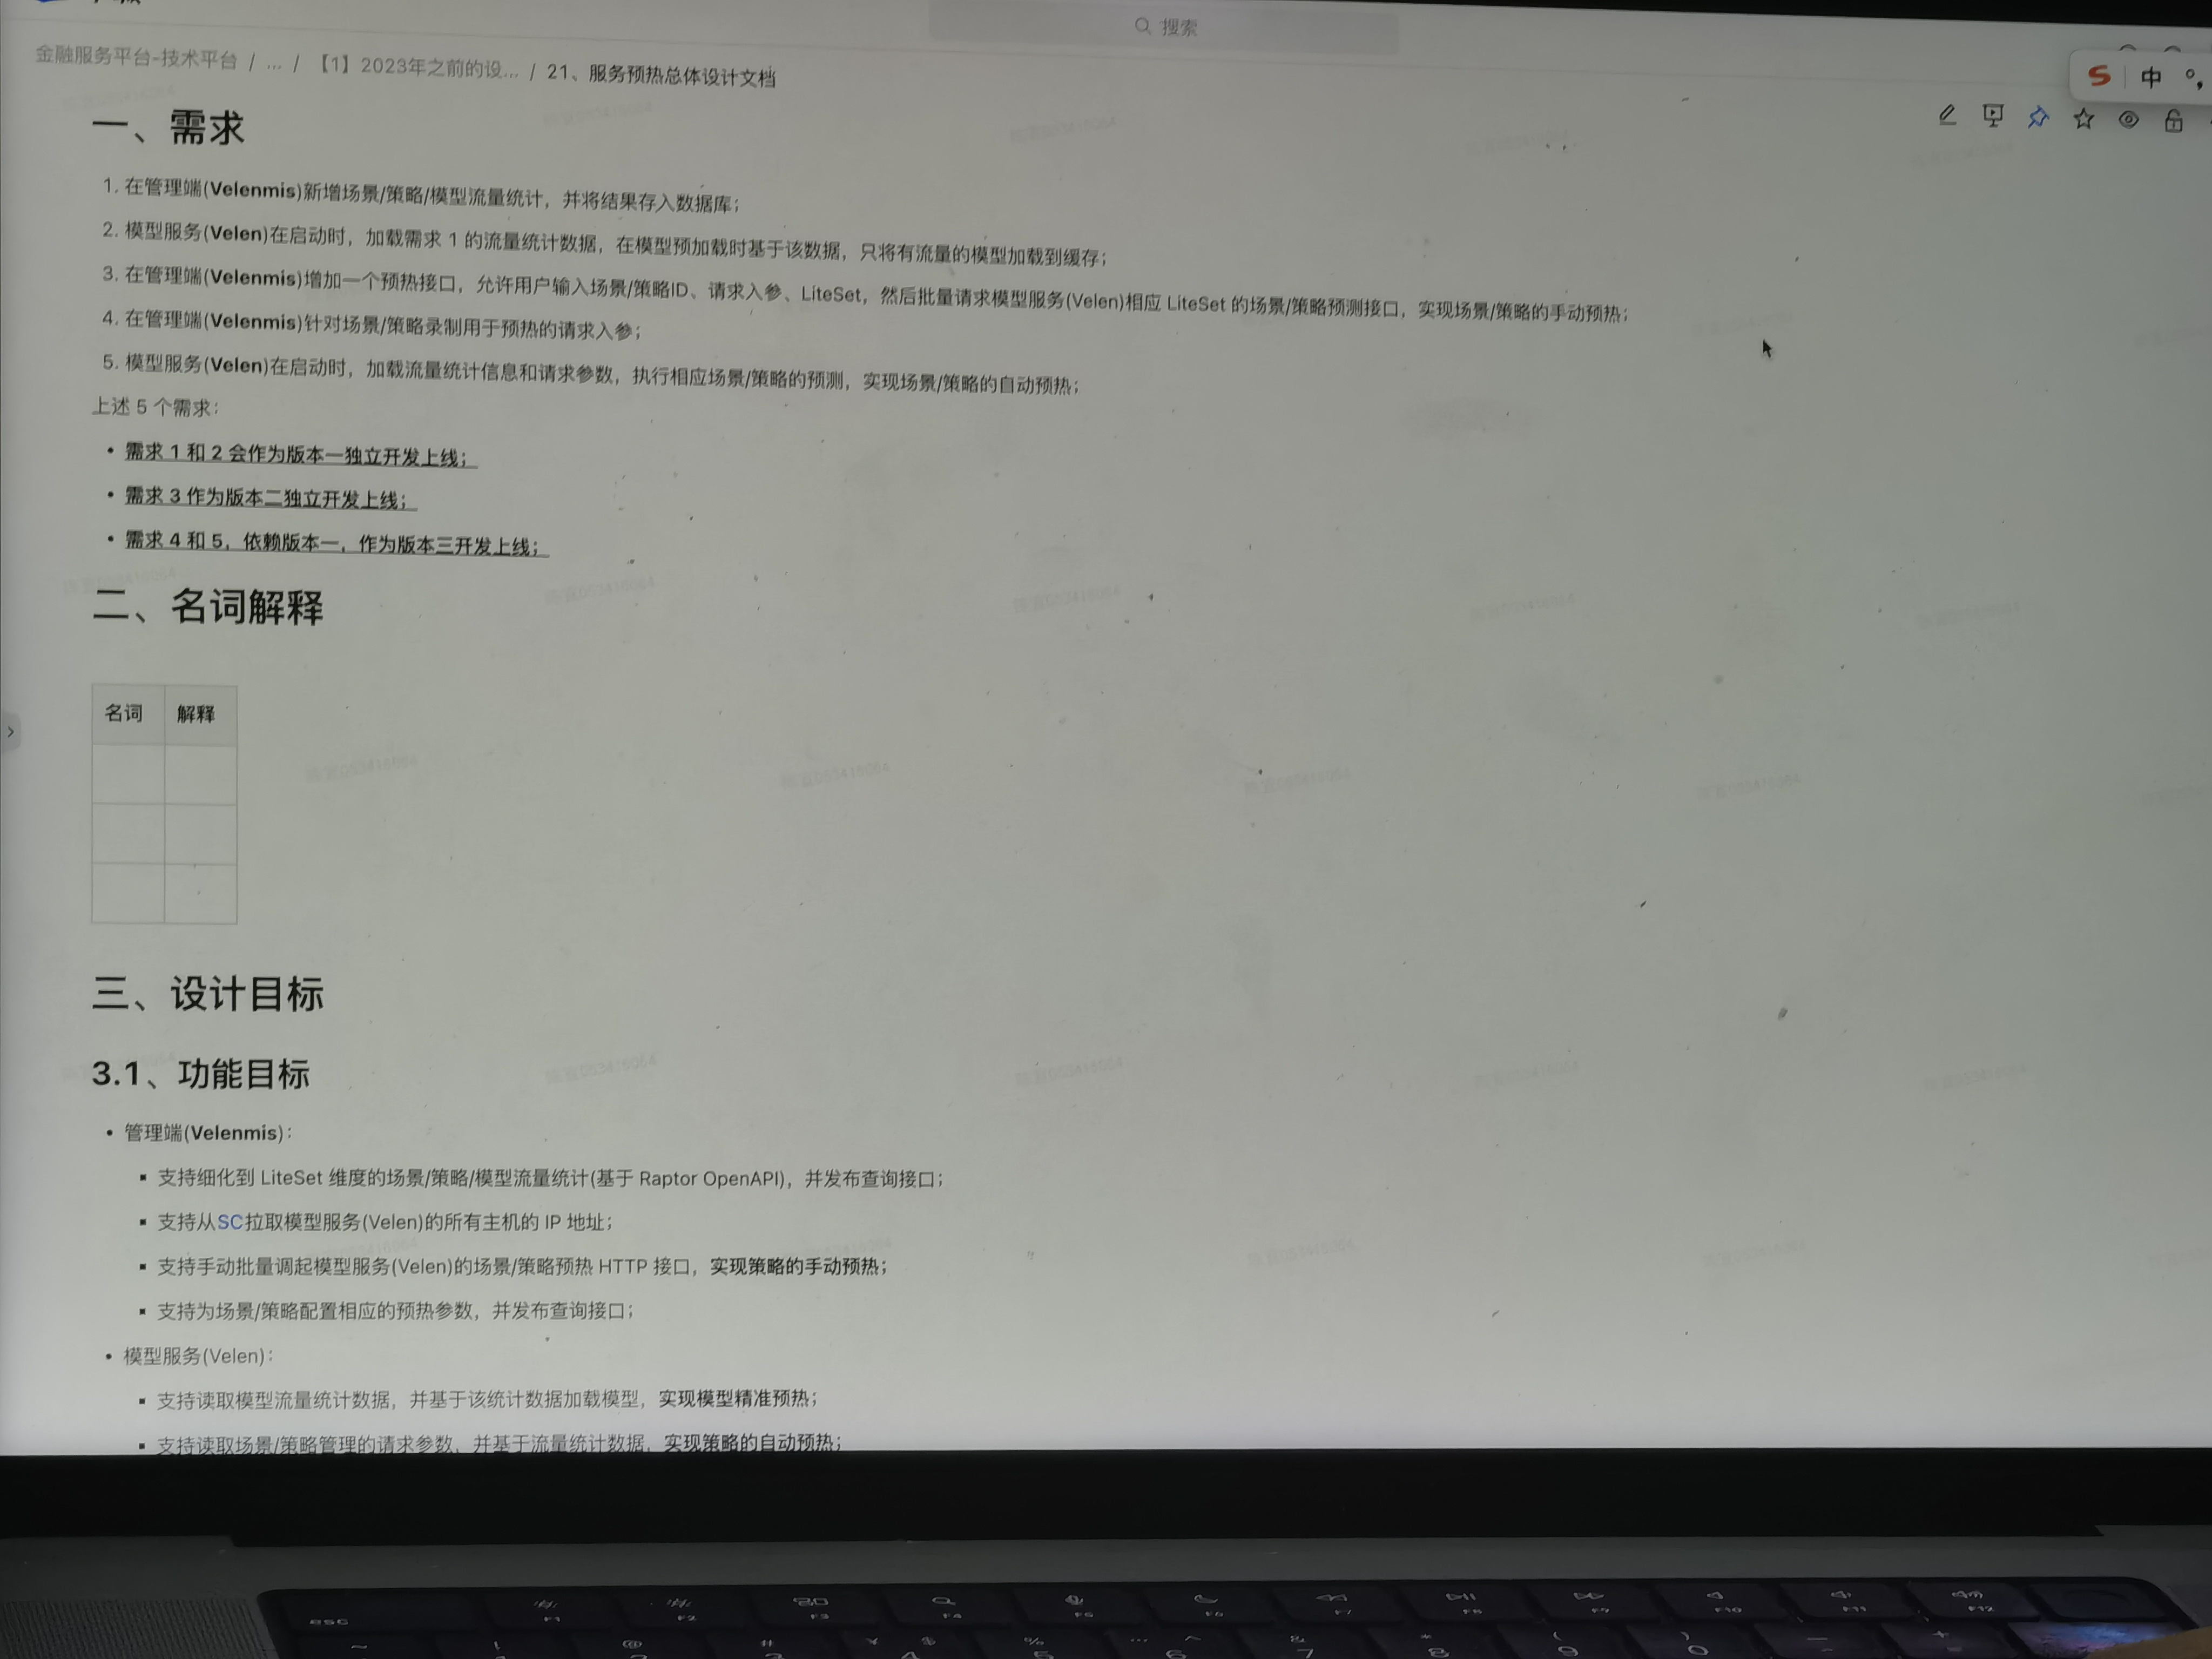 搜索
金融服务平台-技术平台 / ... / 【1】2023年之前的设... / 21、服务预热总体设计文档
中
一、需求
1. 在管理端(Velenmis)新增场景/策略/模型流量统计，并将结果存入数据库；
2. 模型服务(Velen)在启动时，加载需求 1 的流量统计数据，在模型预加载时基于该数据，只将有流量的模型加载到缓存；
3. 在管理端(Velenmis)增加一个预热接口，允许用户输入场景/策略ID、请求入参、LiteSet，然后批量请求模型服务(Velen)相应 LiteSet 的场景/策略预测接口，实现场景/策略的手动预热；
4. 在管理端(Velenmis)针对场景/策略录制用于预热的请求入参；
5. 模型服务(Velen)在启动时，加载流量统计信息和请求参数，执行相应场景/策略的预测，实现场景/策略的自动预热；
上述 5 个需求：
• 需求 1 和 2 会作为版本一独立开发上线；
• 需求 3 作为版本二独立开发上线；
• 需求 4 和 5，依赖版本一，作为版本三开发上线；
二、名词解释
名词 解释
三、设计目标
3.1、功能目标
• 管理端(Velenmis)：
▪ 支持细化到 LiteSet 维度的场景/策略/模型流量统计(基于 Raptor OpenAPI)，并发布查询接口；
▪ 支持从SC拉取模型服务(Velen)的所有主机的 IP 地址；
▪ 支持手动批量调起模型服务(Velen)的场景/策略预热 HTTP 接口，实现策略的手动预热；
▪ 支持为场景/策略配置相应的预热参数，并发布查询接口；
• 模型服务(Velen)：
▪ 支持读取模型流量统计数据，并基于该统计数据加载模型，实现模型精准预热；
▪ 支持读取场景/策略管理的请求参数，并基于流量统计数据，实现策略的自动预热；
esc F1 F2 F3 F4 F5 F6 F7 F8 F9 F10 F11 F12